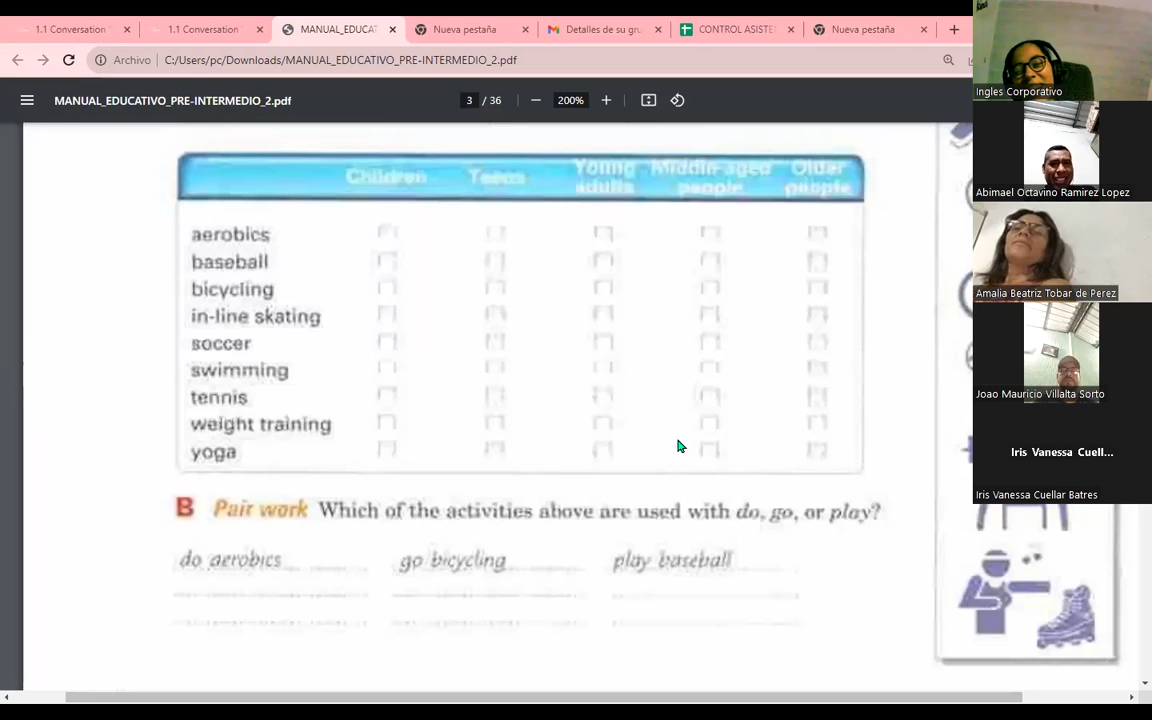 1.1 Conversation
1.1 Conversation
MANUAL_EDUCAT
Nueva pestaña
Detalles de su gru
CONTROL ASISTE
Nueva pestaña
Archivo C:/Users/pc/Downloads/MANUAL_EDUCATIVO_PRE-INTERMEDIO_2.pdf
MANUAL_EDUCATIVO_PRE-INTERMEDIO_2.pdf
3 / 36
200%
Children Teens Young adults Middle-aged people Older people
aerobics
baseball
bicycling
in-line skating
soccer
swimming
tennis
weight training
yoga
B Pair work Which of the activities above are used with do, go, or play?
do aerobics go bicycling play baseball
Ingles Corporativo
Abimael Octavino Ramirez Lopez
Amalia Beatriz Tobar de Perez
Joao Mauricio Villalta Sorto
Iris Vanessa Cuell...
Iris Vanessa Cuellar Batres